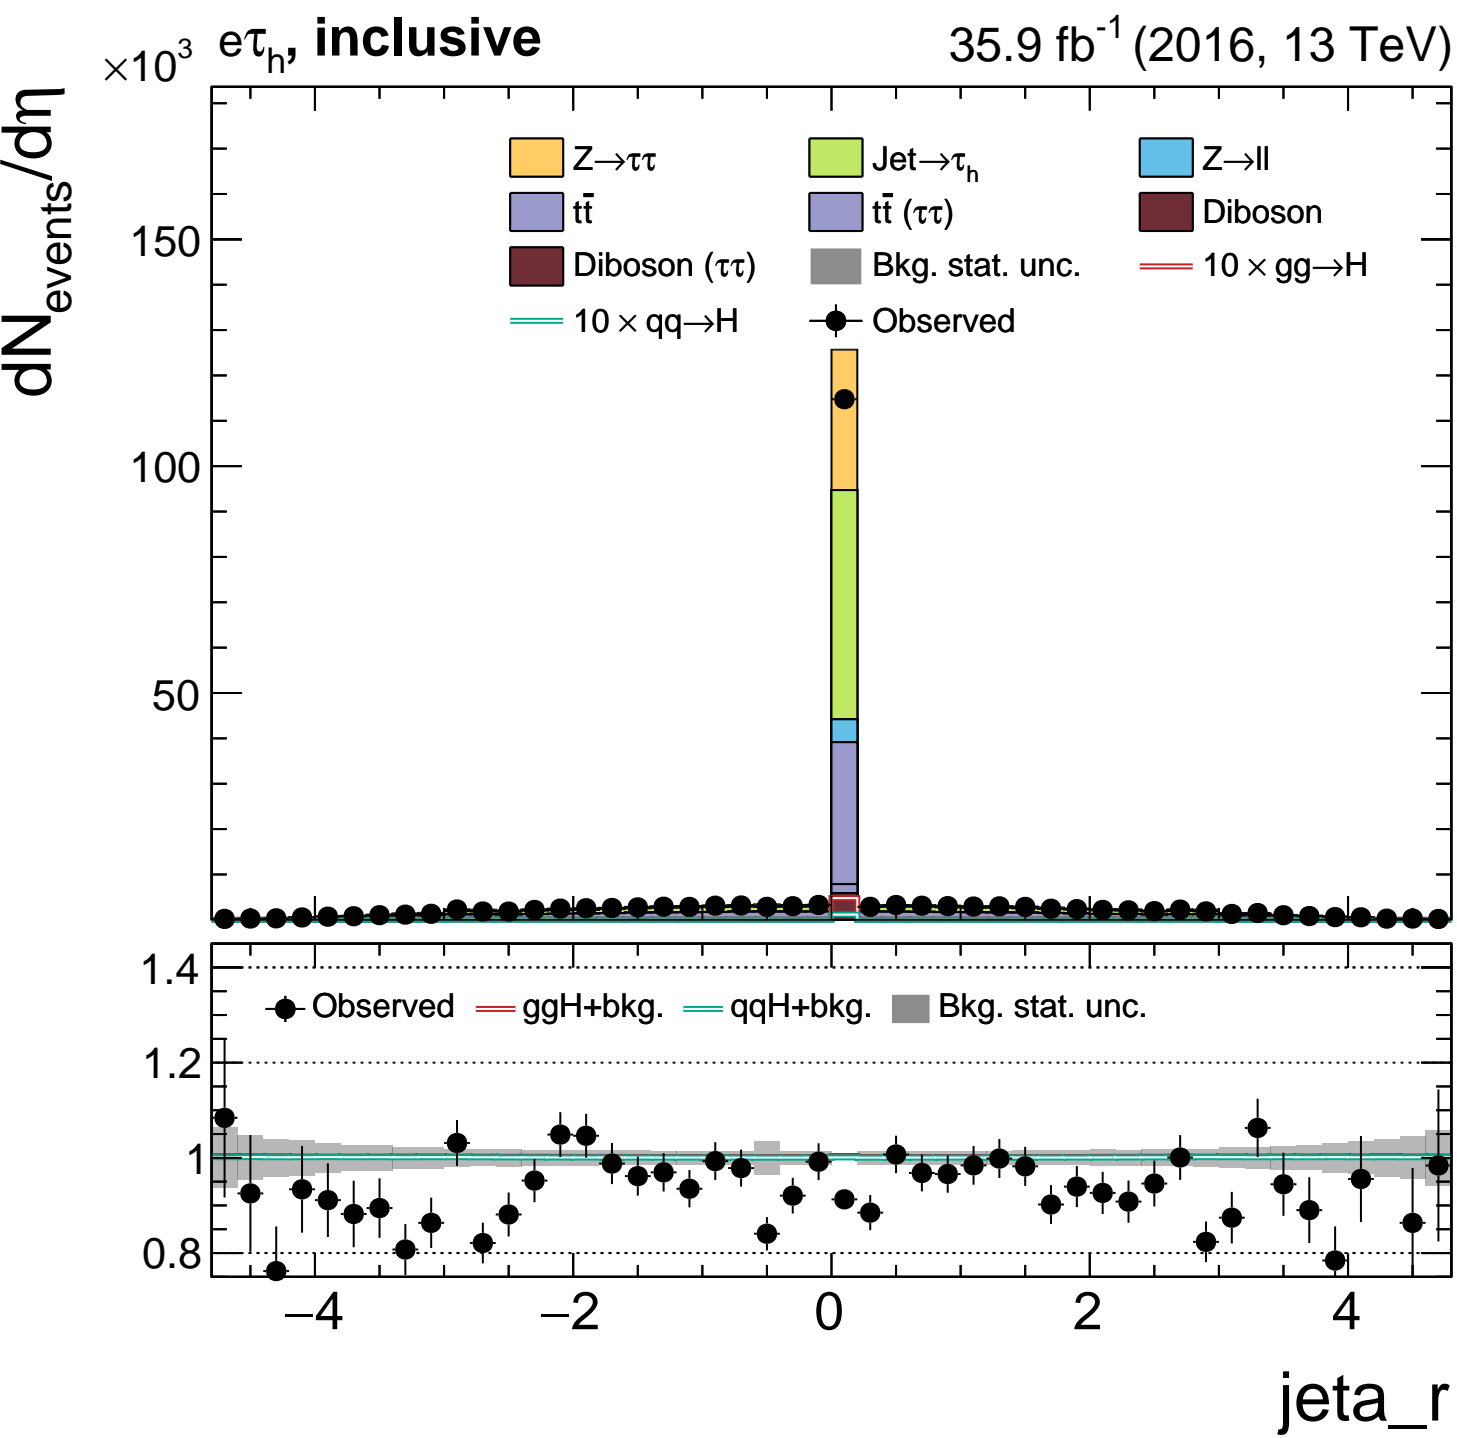 ×10³ eτₕ, inclusive 35.9 fb⁻¹ (2016, 13 TeV)
dN_events/dη
Z→ττ Jet→τₕ Z→ll
tt̄ tt̄ (ττ) Diboson
Diboson (ττ) Bkg. stat. unc. 10 × gg→H
10 × qq→H Observed
150
100
50
1.4
Observed ggH+bkg. qqH+bkg. Bkg. stat. unc.
1.2
1
0.8
−4 −2 0 2 4
jeta_r